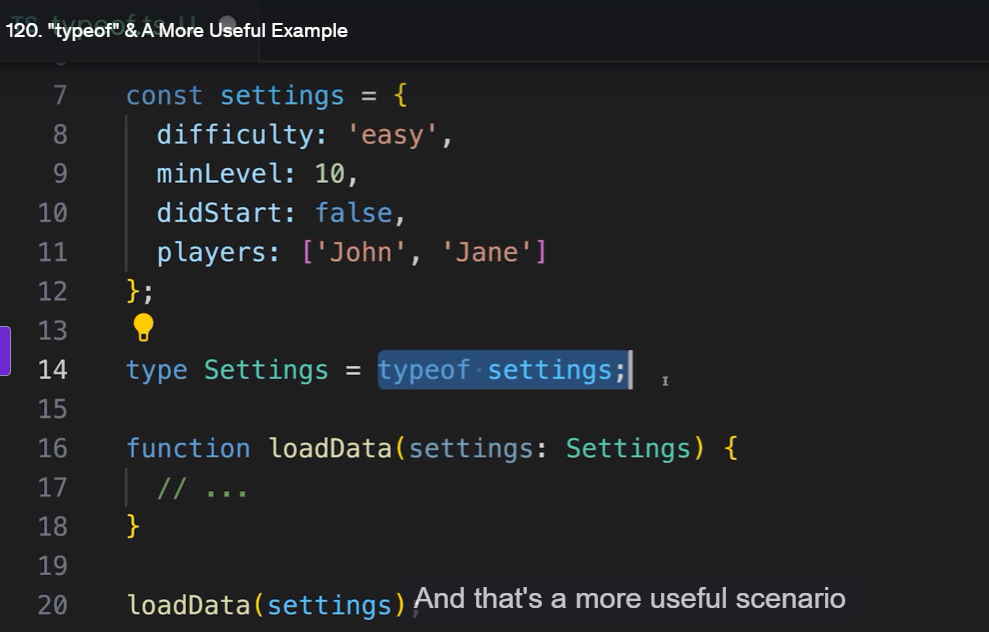 120. "typeof" & A More Useful Example
7 const settings = {
8 difficulty: 'easy',
9 minLevel: 10,
10 didStart: false,
11 players: ['John', 'Jane']
12 };
13
14 type Settings = typeof settings;
15
16 function loadData(settings: Settings) {
17 // ...
18 }
19
20 loadData(settings);
And that's a more useful scenario